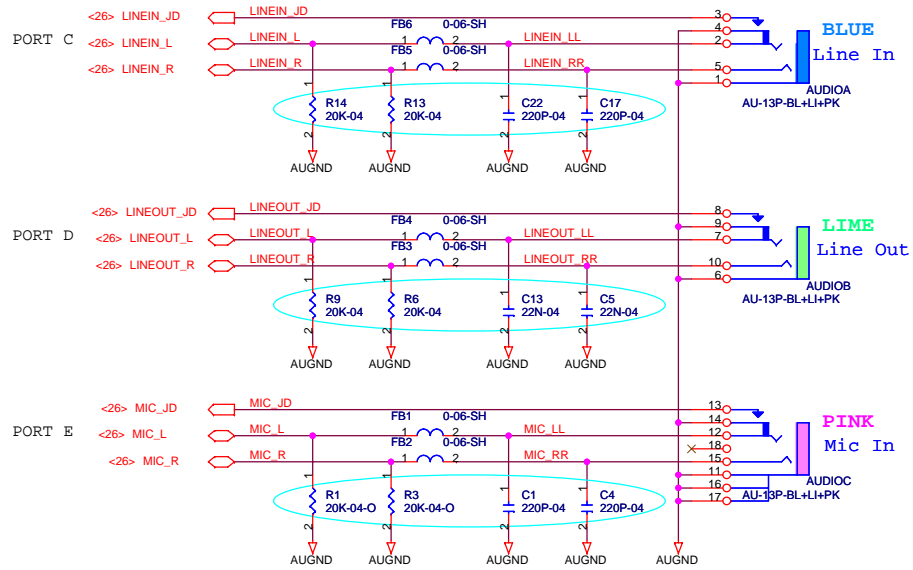 <26> LINEIN_JD LINEIN_JD 3
FB6 0-06-SH 4 BLUE
PORT C <26> LINEIN_L LINEIN_L 1 2 LINEIN_LL 2 Line In
FB5 0-06-SH
<26> LINEIN_R LINEIN_R 1 2 LINEIN_RR 5
1 AUDIOA
AU-13P-BL+LI+PK
1 1 1 1
R14 R13 C22 C17
20K-04 20K-04 220P-04 220P-04
2 2 2 2
AUGND AUGND AUGND AUGND
<26> LINEOUT_JD LINEOUT_JD 8
FB4 0-06-SH 9 LIME
PORT D <26> LINEOUT_L LINEOUT_L 1 2 LINEOUT_LL 7 Line Out
FB3 0-06-SH
<26> LINEOUT_R LINEOUT_R 1 2 LINEOUT_RR 10
6 AUDIOB
AU-13P-BL+LI+PK
1 1 1 1
R9 R6 C13 C5
20K-04 20K-04 22N-04 22N-04
2 2 2 2
AUGND AUGND AUGND AUGND
<26> MIC_JD MIC_JD 13
FB1 0-06-SH 14 PINK
PORT E <26> MIC_L MIC_L 1 2 MIC_LL 12 Mic In
FB2 0-06-SH 18
<26> MIC_R MIC_R 1 2 MIC_RR 15
11 AUDIOC
16 AU-13P-BL+LI+PK
17
1 1 1 1
R1 R3 C1 C4
20K-04-O 20K-04-O 220P-04 220P-04
2 2 2 2
AUGND AUGND AUGND AUGND AUGND